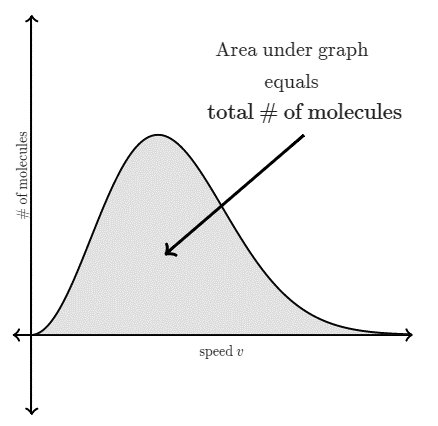 Area under graph
equals
total # of molecules
# of molecules
speed v